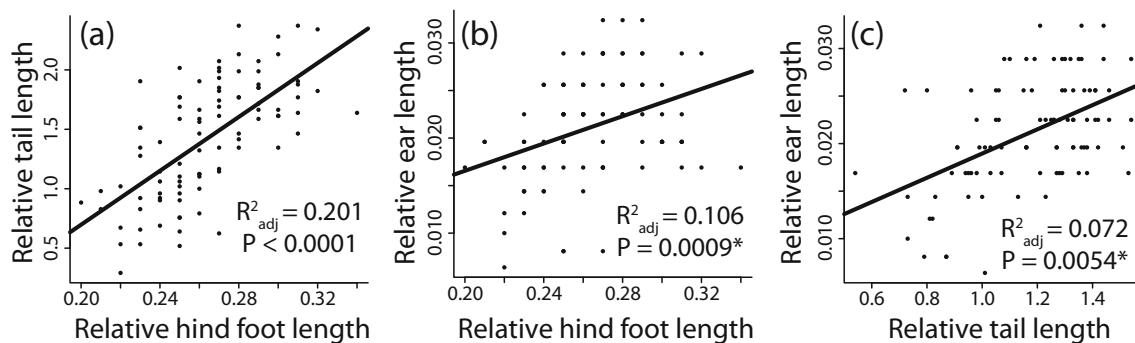 (a)
Relative tail length
0.5 1.0 1.5 2.0
R²adj = 0.201
P < 0.0001
0.20 0.24 0.28 0.32
Relative hind foot length
(b)
Relative ear length
0.010 0.020 0.030
R²adj = 0.106
P = 0.0009*
0.20 0.24 0.28 0.32
Relative hind foot length
(c)
Relative ear length
0.010 0.020 0.030
R²adj = 0.072
P = 0.0054*
0.6 0.8 1.0 1.2 1.4
Relative tail length